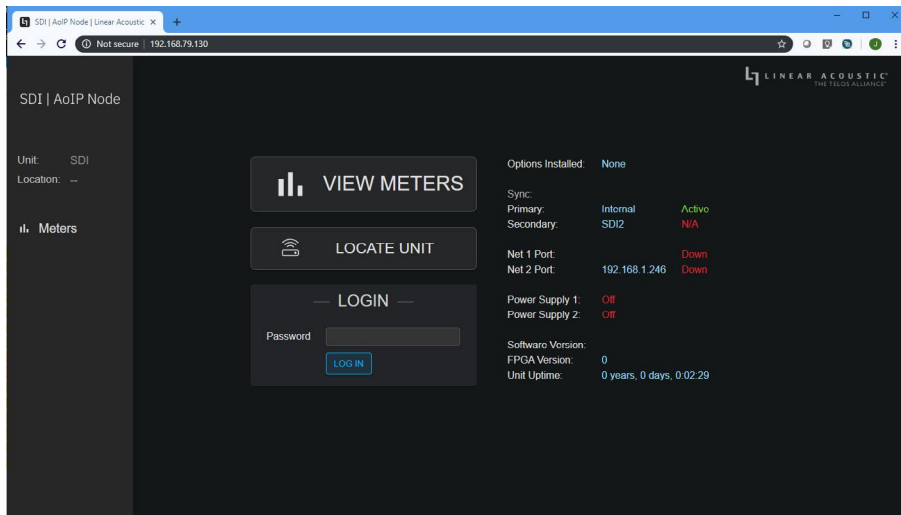 SDI | AoIP Node | Linear Acoustic
Not secure | 192.168.79.130
LINEAR ACOUSTIC
THE TELOS ALLIANCE
SDI | AoIP Node
Unit: SDI
Location: --
Meters
VIEW METERS
LOCATE UNIT
LOGIN
Password
LOG IN
Options Installed: None
Sync:
Primary: Internal Active
Secondary: SDI2 N/A
Net 1 Port: Down
Net 2 Port: 192.168.1.246 Down
Power Supply 1: Off
Power Supply 2: Off
Software Version:
FPGA Version: 0
Unit Uptime: 0 years, 0 days, 0:02:29